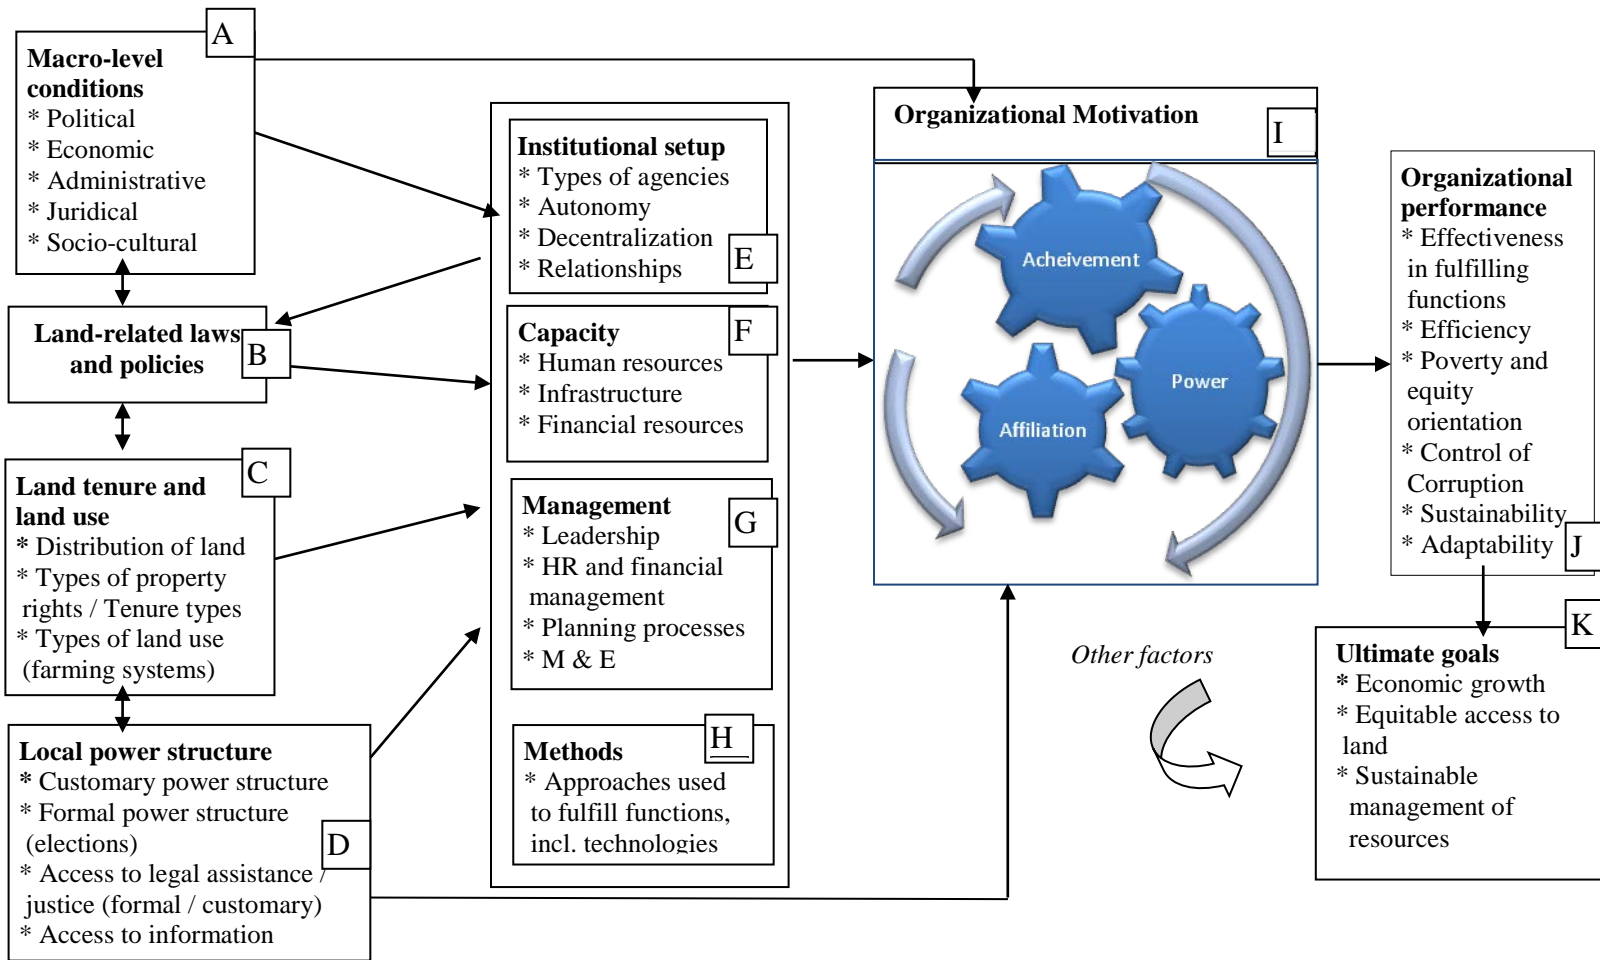 A
Macro-level
conditions
* Political
* Economic
* Administrative
* Juridical
* Socio-cultural
Land-related laws
and policies
B
C
Land tenure and
land use
* Distribution of land
* Types of property
rights / Tenure types
* Types of land use
(farming systems)
Local power structure
* Customary power structure
* Formal power structure
(elections)
D
* Access to legal assistance /
justice (formal / customary)
* Access to information
Institutional setup
* Types of agencies
* Autonomy
* Decentralization
* Relationships
E
Capacity
F
* Human resources
* Infrastructure
* Financial resources
Management
G
* Leadership
* HR and financial
management
* Planning processes
* M & E
Methods
H
* Approaches used
to fulfill functions,
incl. technologies
Organizational Motivation
I
Acheivement
Power
Affiliation
Other factors
Organizational
performance
* Effectiveness
in fulfilling
functions
* Efficiency
* Poverty and
equity
orientation
* Control of
Corruption
* Sustainability
* Adaptability
J
K
Ultimate goals
* Economic growth
* Equitable access to
land
* Sustainable
management of
resources